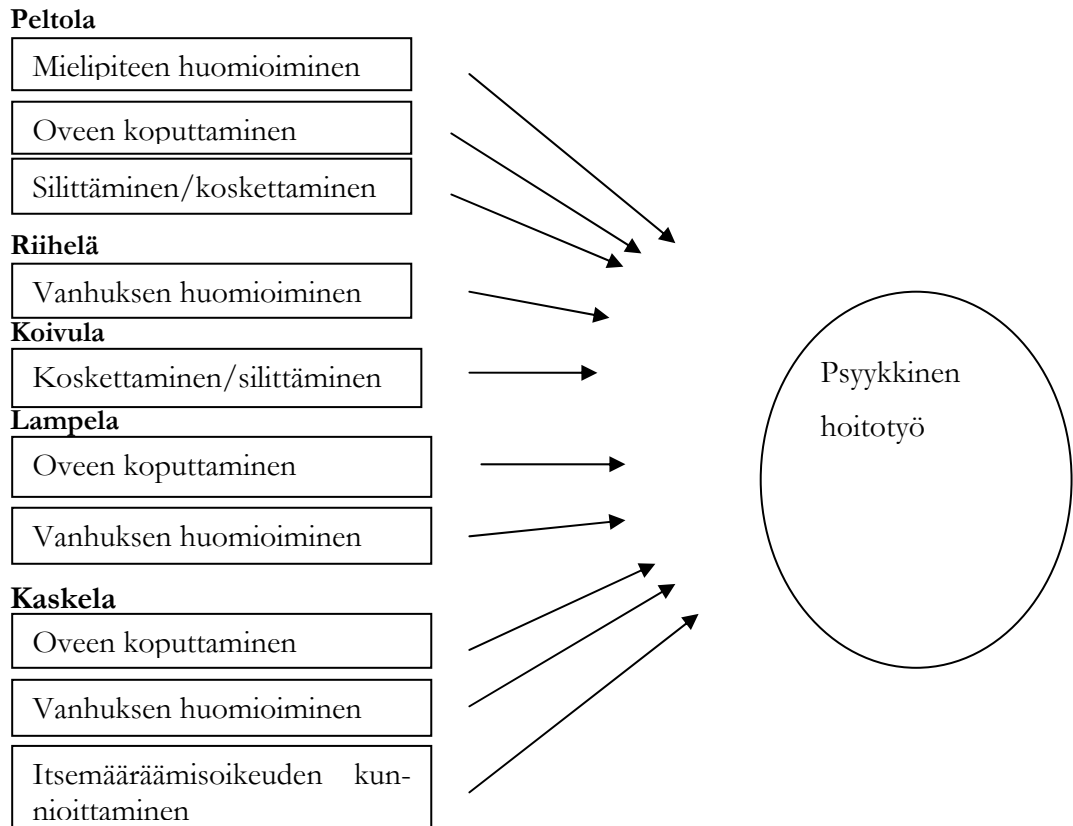 Peltola
Mielipiteen huomioiminen
Oveen koputtaminen
Silittäminen/koskettaminen
Riihelä
Vanhuksen huomioiminen
Koivula
Koskettaminen/silittäminen
Lampela
Oveen koputtaminen
Vanhuksen huomioiminen
Kaskela
Oveen koputtaminen
Vanhuksen huomioiminen
Itsemääräämisoikeuden kun-
nioittaminen
Psyykkinen
hoitotyö